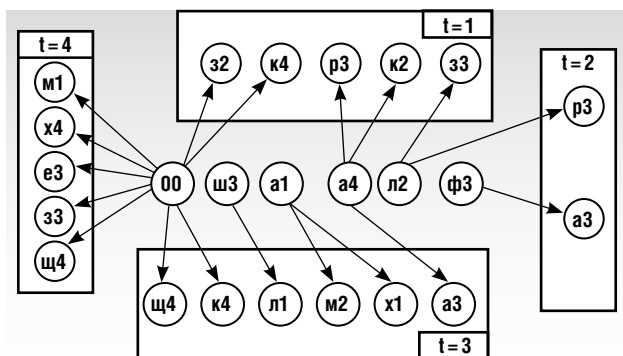 t=1
t=4
з2 к4 р3 к2 з3
t=2
м1
р3
х4
е3
00 ш3 а1 а4 л2 ф3
з3
а3
щ4
щ4 к4 л1 м2 х1 а3
t=3